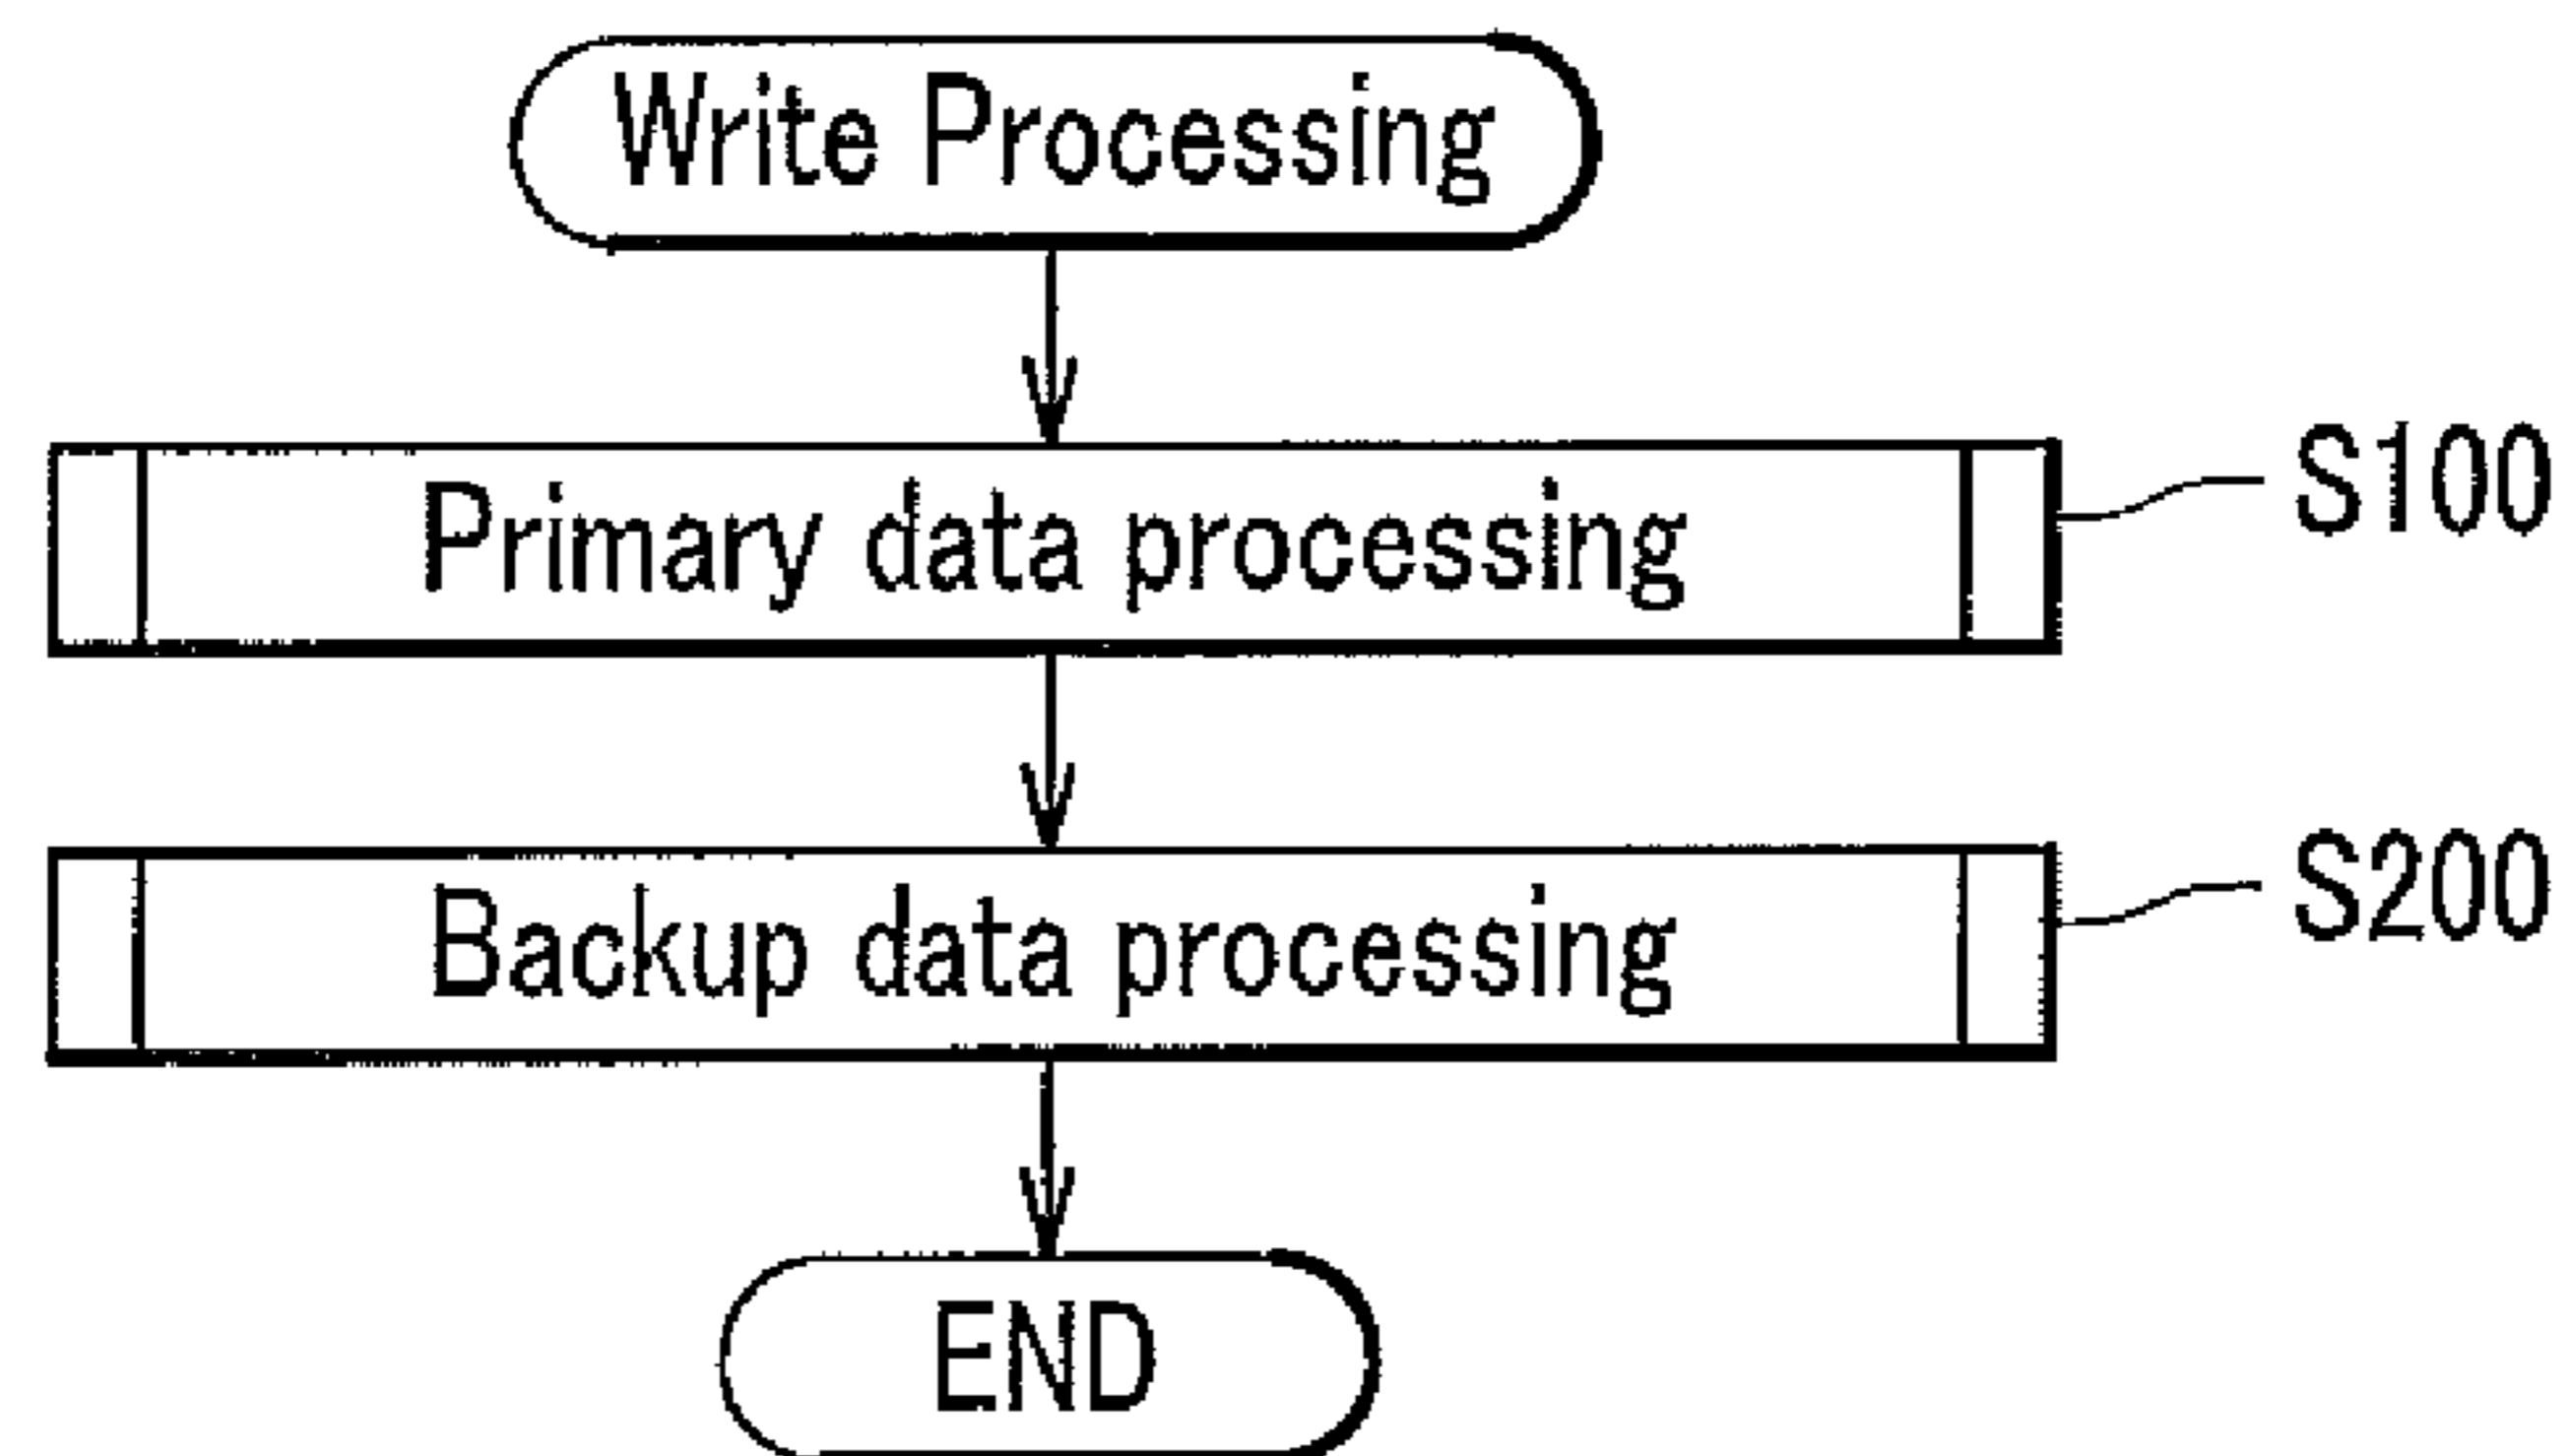 Write Processing
Primary data processing
S100
Backup data processing
S200
END